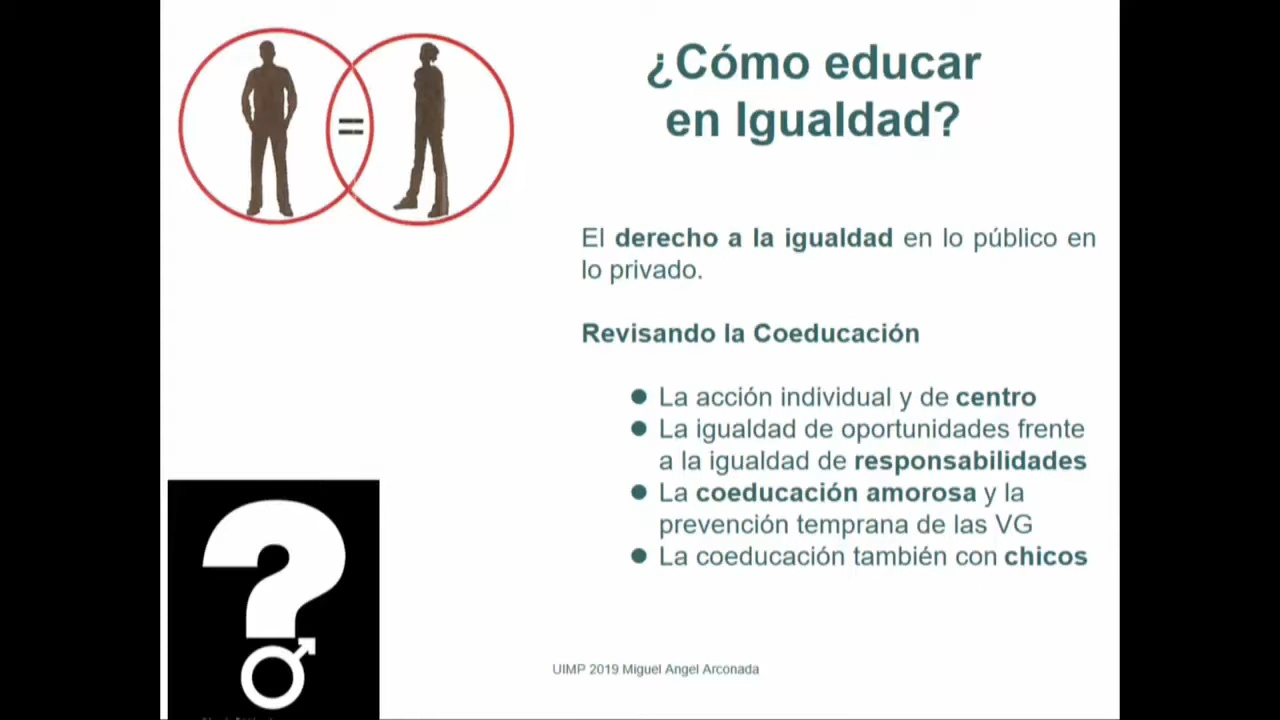 ¿Cómo educar
en Igualdad?
=
El derecho a la igualdad en lo público en
lo privado.
Revisando la Coeducación
● La acción individual y de centro
● La igualdad de oportunidades frente
a la igualdad de responsabilidades
● La coeducación amorosa y la
prevención temprana de las VG
● La coeducación también con chicos
?
UIMP 2019 Miguel Angel Arconada